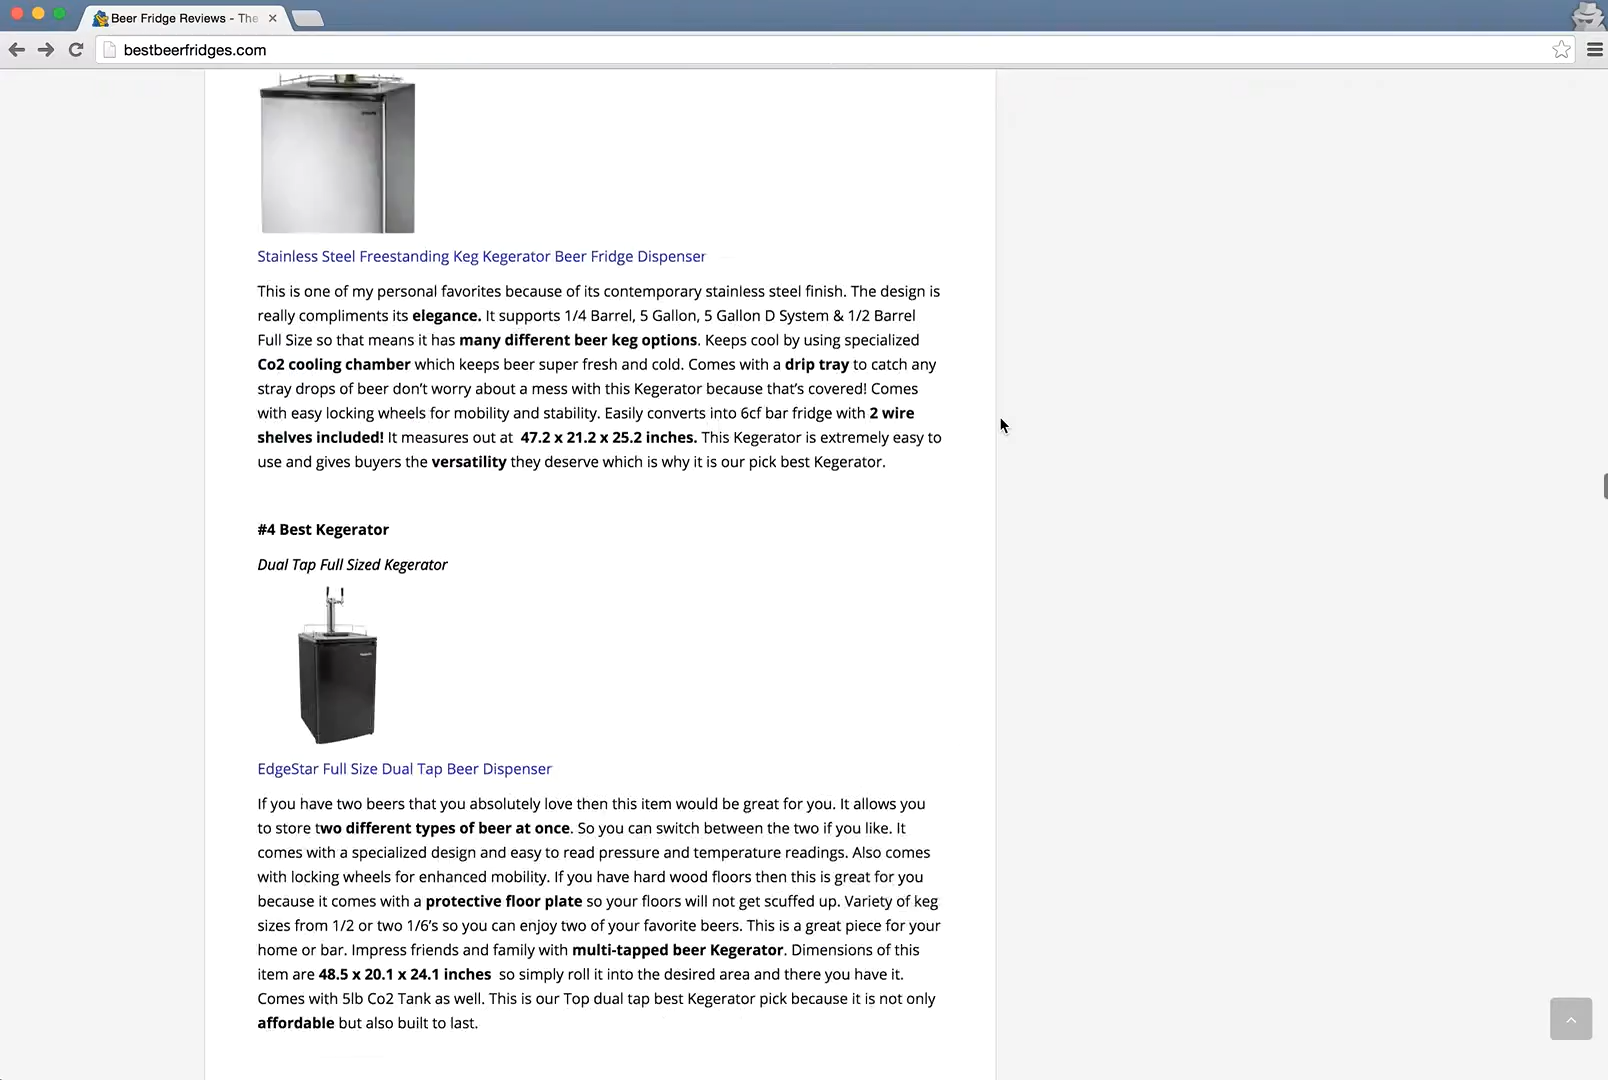 Beer Fridge Reviews - The
bestbeerfridges.com
Stainless Steel Freestanding Keg Kegerator Beer Fridge Dispenser
This is one of my personal favorites because of its contemporary stainless steel finish. The design is
really compliments its elegance. It supports 1/4 Barrel, 5 Gallon, 5 Gallon D System & 1/2 Barrel
Full Size so that means it has many different beer keg options. Keeps cool by using specialized
Co2 cooling chamber which keeps beer super fresh and cold. Comes with a drip tray to catch any
stray drops of beer don’t worry about a mess with this Kegerator because that’s covered! Comes
with easy locking wheels for mobility and stability. Easily converts into 6cf bar fridge with 2 wire
shelves included! It measures out at 47.2 x 21.2 x 25.2 inches. This Kegerator is extremely easy to
use and gives buyers the versatility they deserve which is why it is our pick best Kegerator.
#4 Best Kegerator
Dual Tap Full Sized Kegerator
EdgeStar Full Size Dual Tap Beer Dispenser
If you have two beers that you absolutely love then this item would be great for you. It allows you
to store two different types of beer at once. So you can switch between the two if you like. It
comes with a specialized design and easy to read pressure and temperature readings. Also comes
with locking wheels for enhanced mobility. If you have hard wood floors then this is great for you
because it comes with a protective floor plate so your floors will not get scuffed up. Variety of keg
sizes from 1/2 or two 1/6’s so you can enjoy two of your favorite beers. This is a great piece for your
home or bar. Impress friends and family with multi-tapped beer Kegerator. Dimensions of this
item are 48.5 x 20.1 x 24.1 inches so simply roll it into the desired area and there you have it.
Comes with 5lb Co2 Tank as well. This is our Top dual tap best Kegerator pick because it is not only
affordable but also built to last.